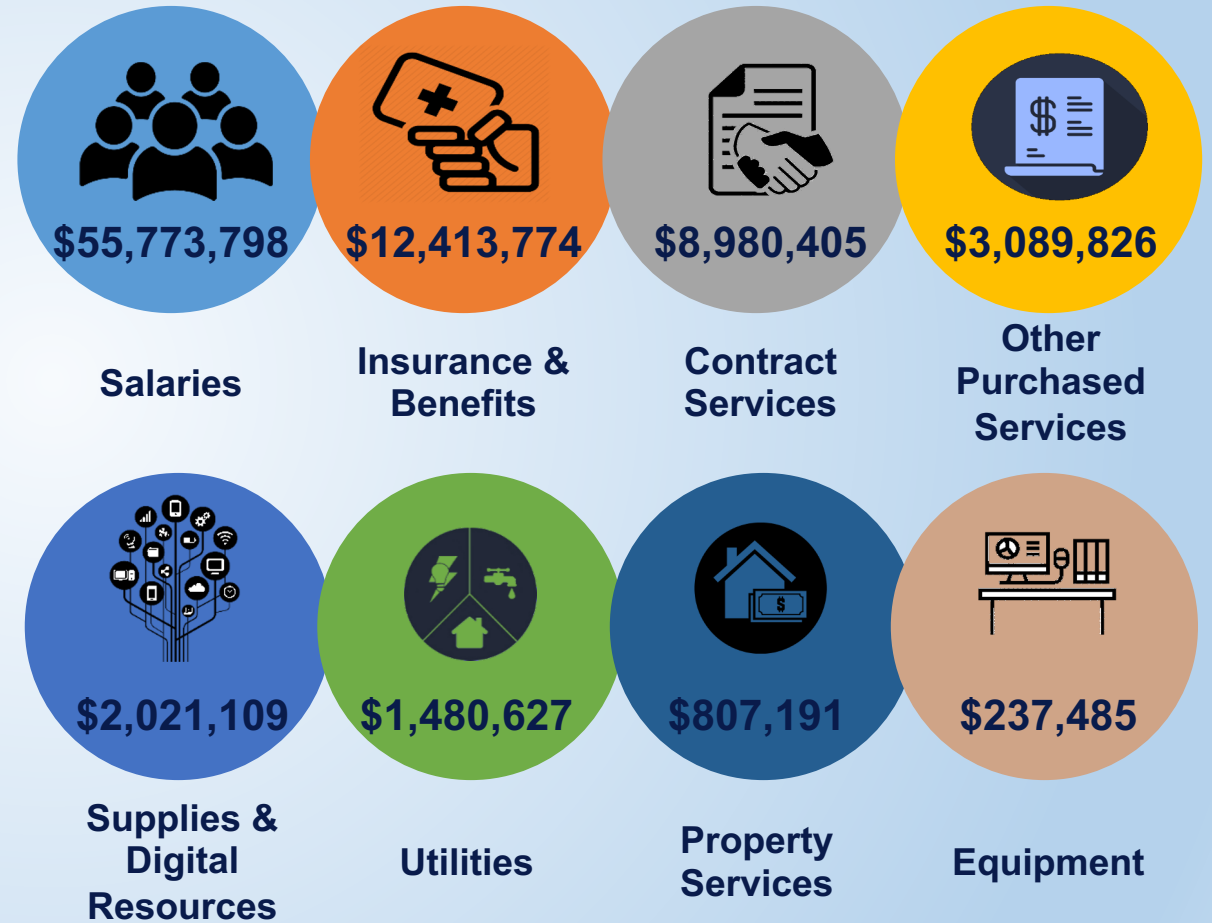 $55,773,798
$12,413,774
$8,980,405
$3,089,826
Salaries
Insurance &
Benefits
Contract
Services
Other
Purchased
Services
$2,021,109
$1,480,627
$807,191
$237,485
Supplies &
Digital
Resources
Utilities
Property
Services
Equipment